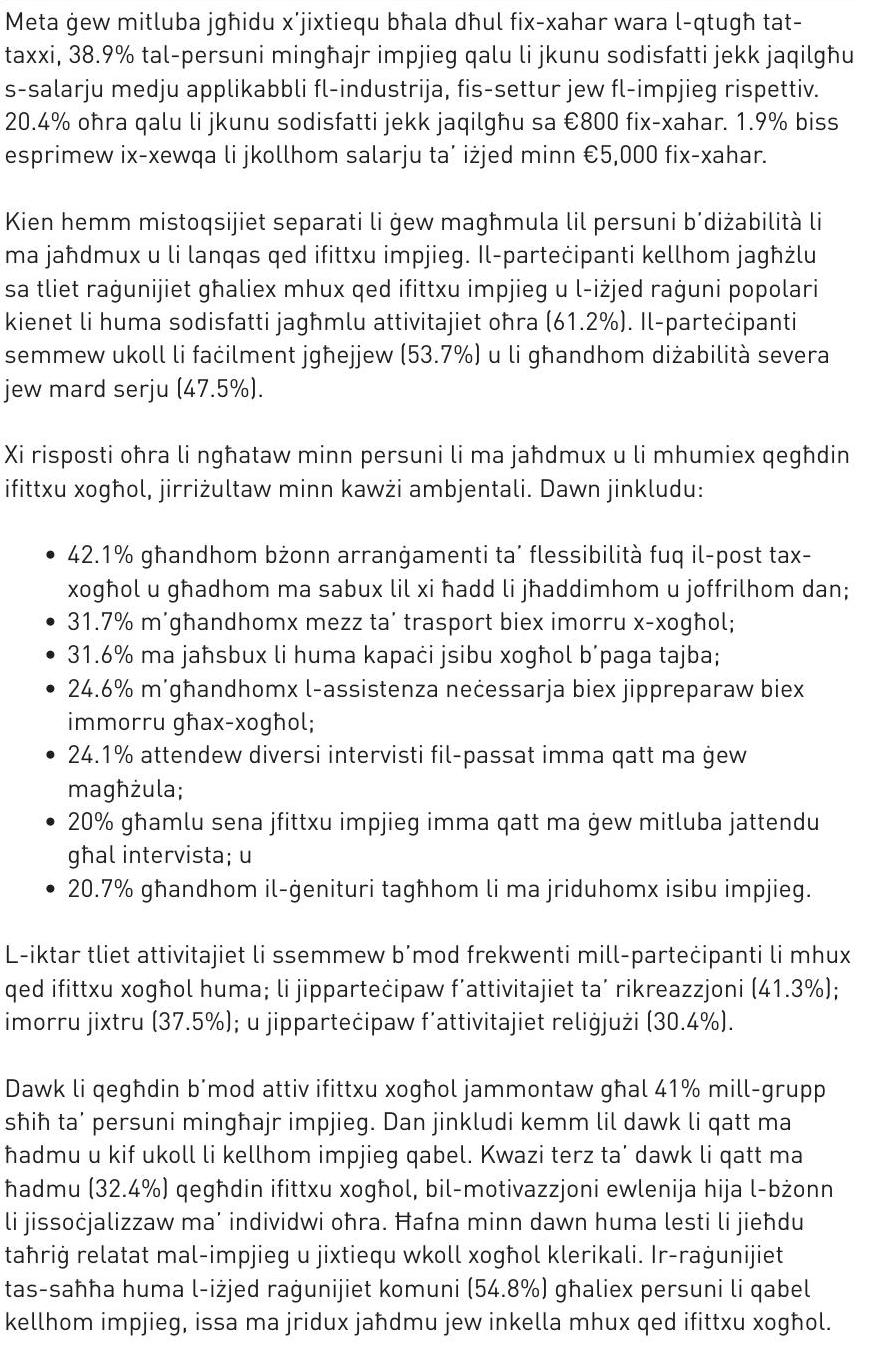 Meta ġew mitluba jgħidu x’jixtiequ bħala dħul fix-xahar wara l-qtugħ tat-
taxxi, 38.9% tal-persuni mingħajr impjieg qalu li jkunu sodisfatti jekk jaqilgħu
s-salarju medju applikabbli fl-industrija, fis-settur jew fl-impjieg rispettiv.
20.4% oħra qalu li jkunu sodisfatti jekk jaqilgħu sa €800 fix-xahar. 1.9% biss
esprimew ix-xewqa li jkollhom salarju ta’ iżjed minn €5,000 fix-xahar.
Kien hemm mistoqsijiet separati li ġew magħmula lil persuni b’diżabilità li
ma jaħdmux u li lanqas qed ifittxu impjieg. Il-parteċipanti kellhom jagħżlu
sa tliet raġunijiet għaliex mhux qed ifittxu impjieg u l-iżjed raġuni popolari
kienet li huma sodisfatti jagħmlu attivitajiet oħra (61.2%). Il-parteċipanti
semmew ukoll li faċilment jgħejjew (53.7%) u li għandhom diżabilità severa
jew mard serju (47.5%).
Xi risposti oħra li ngħataw minn persuni li ma jaħdmux u li mhumiex qegħdin
ifittxu xogħol, jirriżultaw minn kawżi ambjentali. Dawn jinkludu:
• 42.1% għandhom bżonn arranġamenti ta’ flessibilità fuq il-post tax-
xogħol u għadhom ma sabux lil xi ħadd li jħaddimhom u joffrilhom dan;
• 31.7% m’għandhomx mezz ta’ trasport biex imorru x-xogħol;
• 31.6% ma jaħsbux li huma kapaċi jsibu xogħol b’paga tajba;
• 24.6% m’għandhomx l-assistenza neċessarja biex jippreparaw biex
immorru għax-xogħol;
• 24.1% attendew diversi intervisti fil-passat imma qatt ma ġew
magħżula;
• 20% għamlu sena jfittxu impjieg imma qatt ma ġew mitluba jattendu
għal intervista; u
• 20.7% għandhom il-ġenituri tagħhom li ma jriduhomx isibu impjieg.
L-iktar tliet attivitajiet li ssemmew b’mod frekwenti mill-parteċipanti li mhux
qed ifittxu xogħol huma; li jipparteċipaw f’attivitajiet ta’ rikreazzjoni (41.3%);
imorru jixtru (37.5%); u jipparteċipaw f’attivitajiet reliġjużi (30.4%).
Dawk li qegħdin b’mod attiv ifittxu xogħol jammontaw għal 41% mill-grupp
sħiħ ta’ persuni mingħajr impjieg. Dan jinkludi kemm lil dawk li qatt ma
ħadmu u kif ukoll li kellhom impjieg qabel. Kwazi terz ta’ dawk li qatt ma
ħadmu (32.4%) qegħdin ifittxu xogħol, bil-motivazzjoni ewlenija hija l-bżonn
li jissoċjalizzaw ma’ individwi oħra. Ħafna minn dawn huma lesti li jieħdu
taħriġ relatat mal-impjieg u jixtiequ wkoll xogħol klerikali. Ir-raġunijiet
tas-saħħa huma l-iżjed raġunijiet komuni (54.8%) għaliex persuni li qabel
kellhom impjieg, issa ma jridux jaħdmu jew inkella mhux qed ifittxu xogħol.